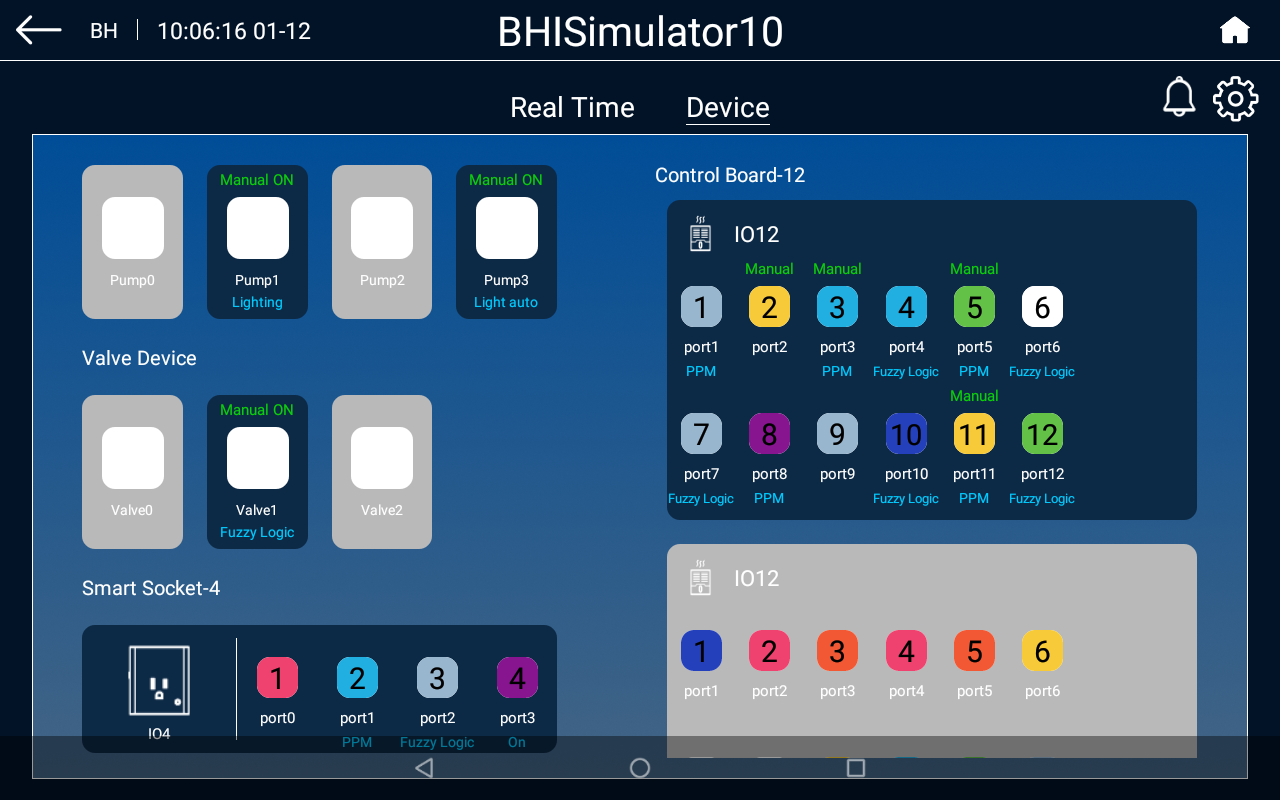 BH
10:06:16 01-12
BHISimulator10
Real Time
Device
Manual ON
Manual ON
Pump0
Pump1
Pump2
Pump3
Lighting
Light auto
Valve Device
Manual ON
Valve0
Valve1
Valve2
Fuzzy Logic
Smart Socket-4
IO4
1 2 3 4
port0 port1 port2 port3
PPM Fuzzy Logic On
Control Board-12
IO12
Manual Manual Manual
1 2 3 4 5 6
port1 port2 port3 port4 port5 port6
PPM PPM Fuzzy Logic PPM Fuzzy Logic
Manual
7 8 9 10 11 12
port7 port8 port9 port10 port11 port12
Fuzzy Logic PPM Fuzzy Logic PPM Fuzzy Logic
IO12
1 2 3 4 5 6
port1 port2 port3 port4 port5 port6